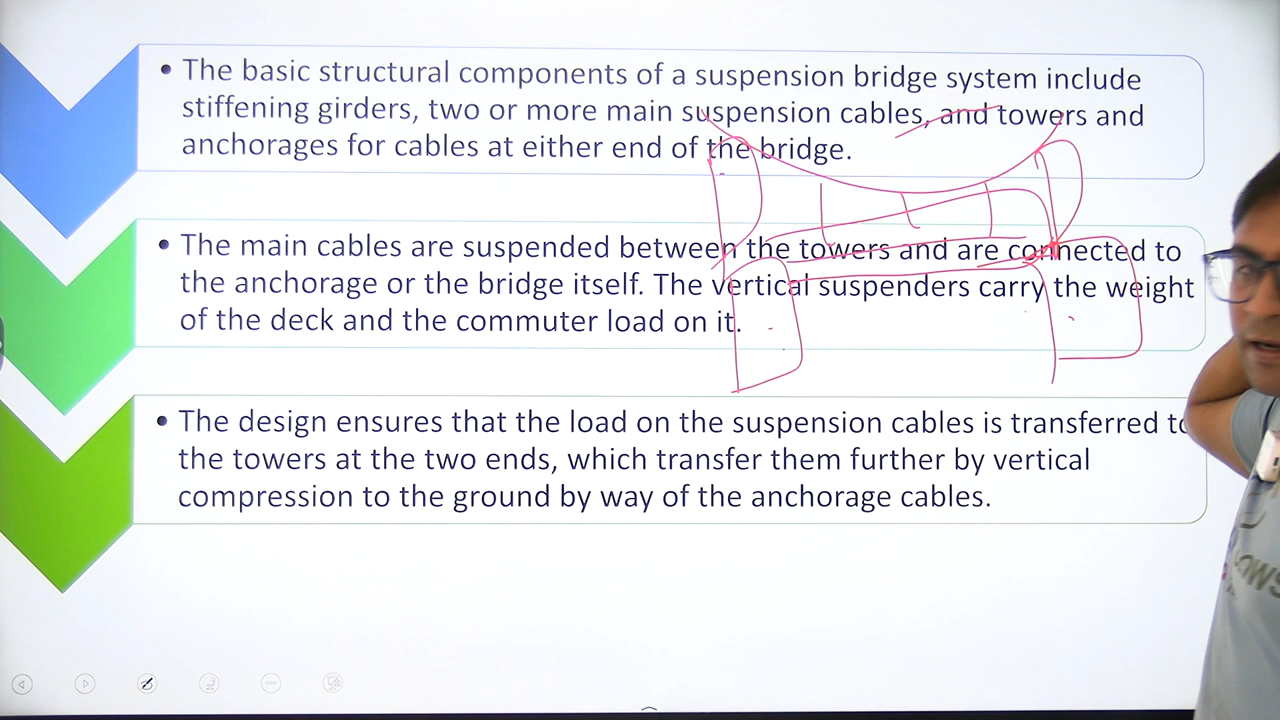 • The basic structural components of a suspension bridge system include
stiffening girders, two or more main suspension cables, and towers and
anchorages for cables at either end of the bridge.
• The main cables are suspended between the towers and are connected to
the anchorage or the bridge itself. The vertical suspenders carry the weight
of the deck and the commuter load on it.
• The design ensures that the load on the suspension cables is transferred to
the towers at the two ends, which transfer them further by vertical
compression to the ground by way of the anchorage cables.